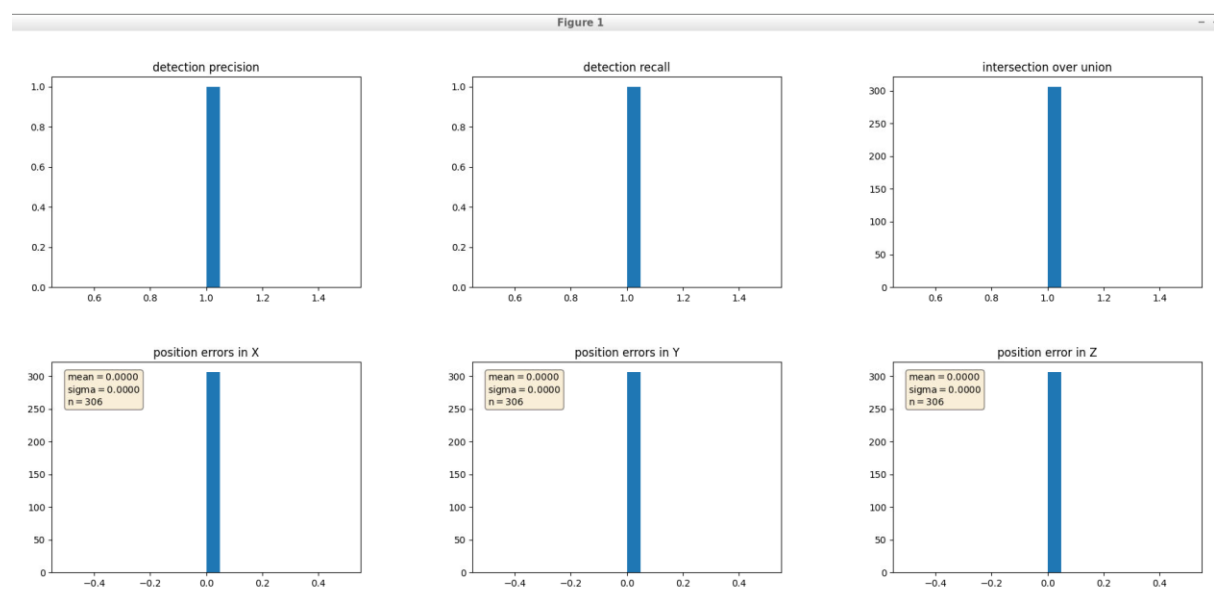 Figure 1
detection precision
1.0
0.8
0.6
0.4
0.2
0.0
0.6 0.8 1.0 1.2 1.4
detection recall
1.0
0.8
0.6
0.4
0.2
0.0
0.6 0.8 1.0 1.2 1.4
intersection over union
300
250
200
150
100
50
0
0.6 0.8 1.0 1.2 1.4
position errors in X
mean = 0.0000
sigma = 0.0000
n = 306
300
250
200
150
100
50
0
−0.4 −0.2 0.0 0.2 0.4
position errors in Y
mean = 0.0000
sigma = 0.0000
n = 306
300
250
200
150
100
50
0
−0.4 −0.2 0.0 0.2 0.4
position error in Z
mean = 0.0000
sigma = 0.0000
n = 306
300
250
200
150
100
50
0
−0.4 −0.2 0.0 0.2 0.4